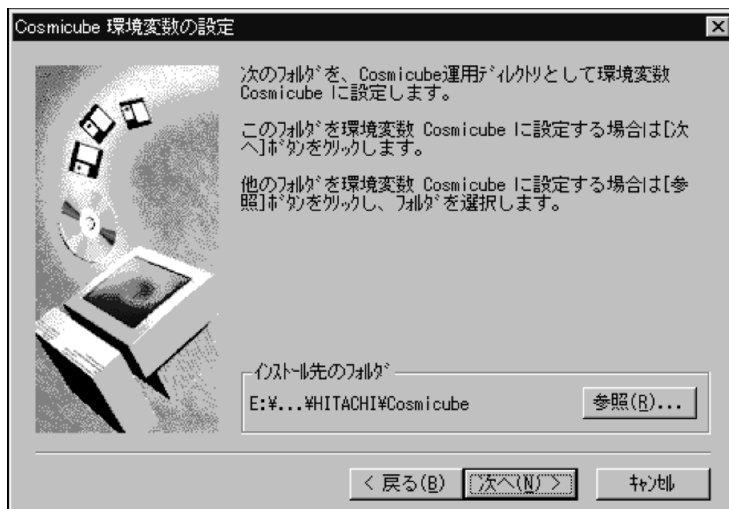 Cosmicube 環境変数の設定
次のﾌｫﾙﾀﾞを、Cosmicube運用ﾃﾞｨﾚｸﾄﾘとして環境変数
Cosmicube に設定します。
このﾌｫﾙﾀﾞを環境変数 Cosmicube に設定する場合は[次
へ]ﾎﾞﾀﾝをｸﾘｯｸします。
他のﾌｫﾙﾀﾞを環境変数 Cosmicube に設定する場合は[参
照]ﾎﾞﾀﾝをｸﾘｯｸし、ﾌｫﾙﾀﾞを選択します。
ｲﾝｽﾄｰﾙ先のﾌｫﾙﾀﾞ
E:¥...¥HITACHI¥Cosmicube
参照(R)...
< 戻る(B)
次へ(N) >
ｷｬﾝｾﾙ